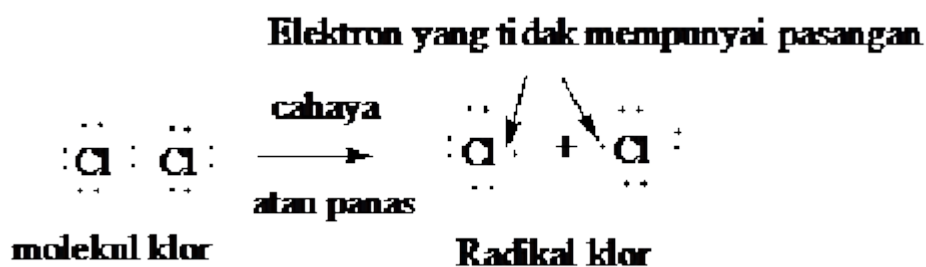 Elektron yang tidak mempunyai pasangan
cahaya
:Cl : Cl: :Cl· + ·Cl:
atau panas
molekul klor Radikal klor